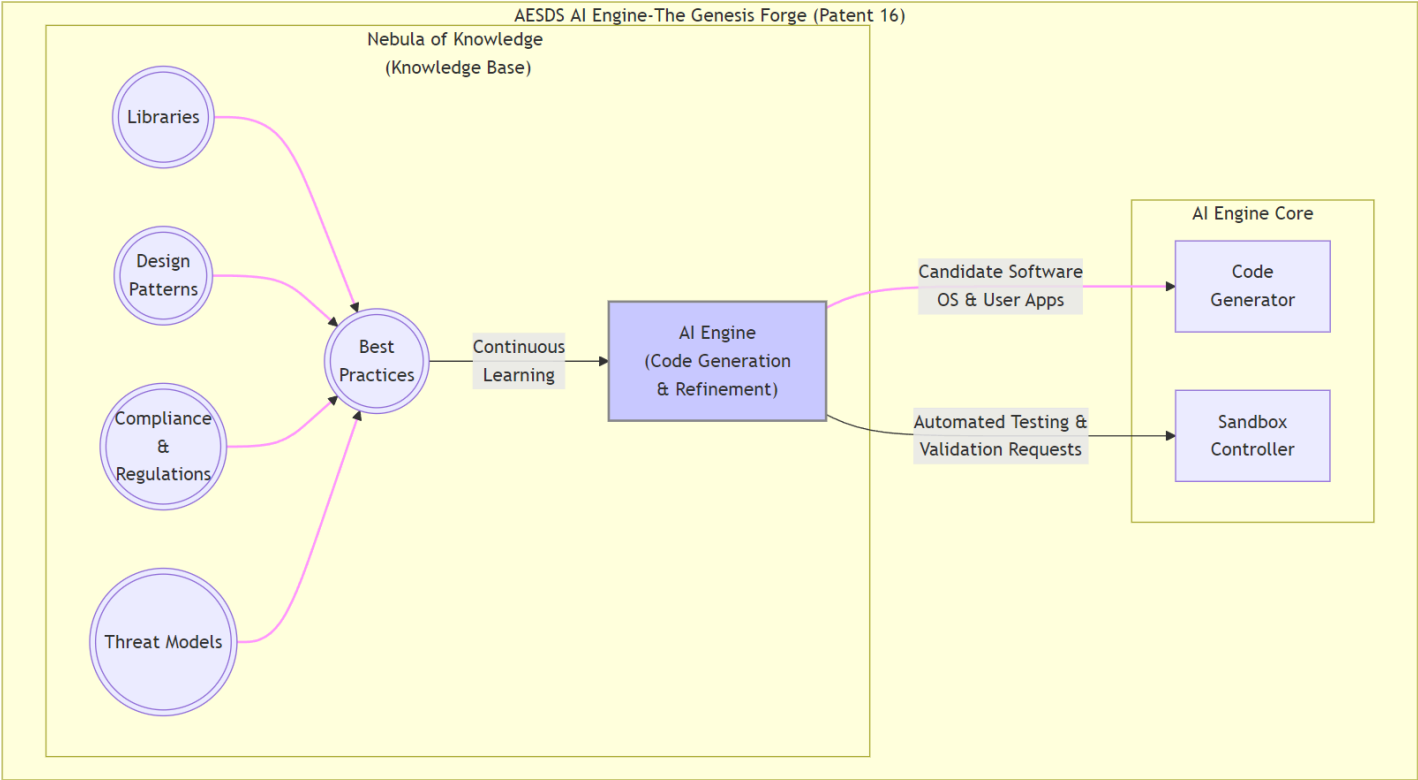 AESDS AI Engine-The Genesis Forge (Patent 16)
Nebula of Knowledge
(Knowledge Base)
Libraries
Design
Patterns
Compliance
&
Regulations
Threat Models
Best
Practices
Continuous
Learning
AI Engine
(Code Generation
& Refinement)
Candidate Software
OS & User Apps
Automated Testing &
Validation Requests
AI Engine Core
Code
Generator
Sandbox
Controller